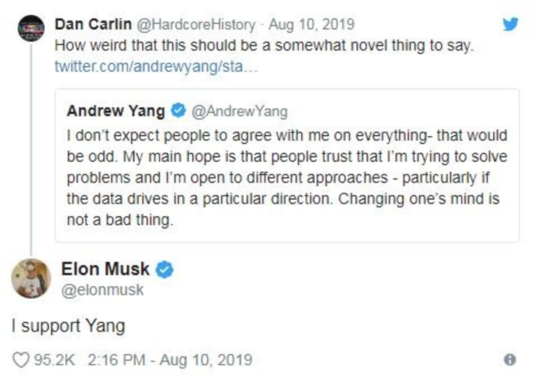 Dan Carlin @HardcoreHistory · Aug 10, 2019
How weird that this should be a somewhat novel thing to say.
twitter.com/andrewyang/sta...
Andrew Yang @AndrewYang
I don't expect people to agree with me on everything- that would
be odd. My main hope is that people trust that I'm trying to solve
problems and I'm open to different approaches - particularly if
the data drives in a particular direction. Changing one's mind is
not a bad thing.
Elon Musk
@elonmusk
I support Yang
95.2K 2:16 PM - Aug 10, 2019